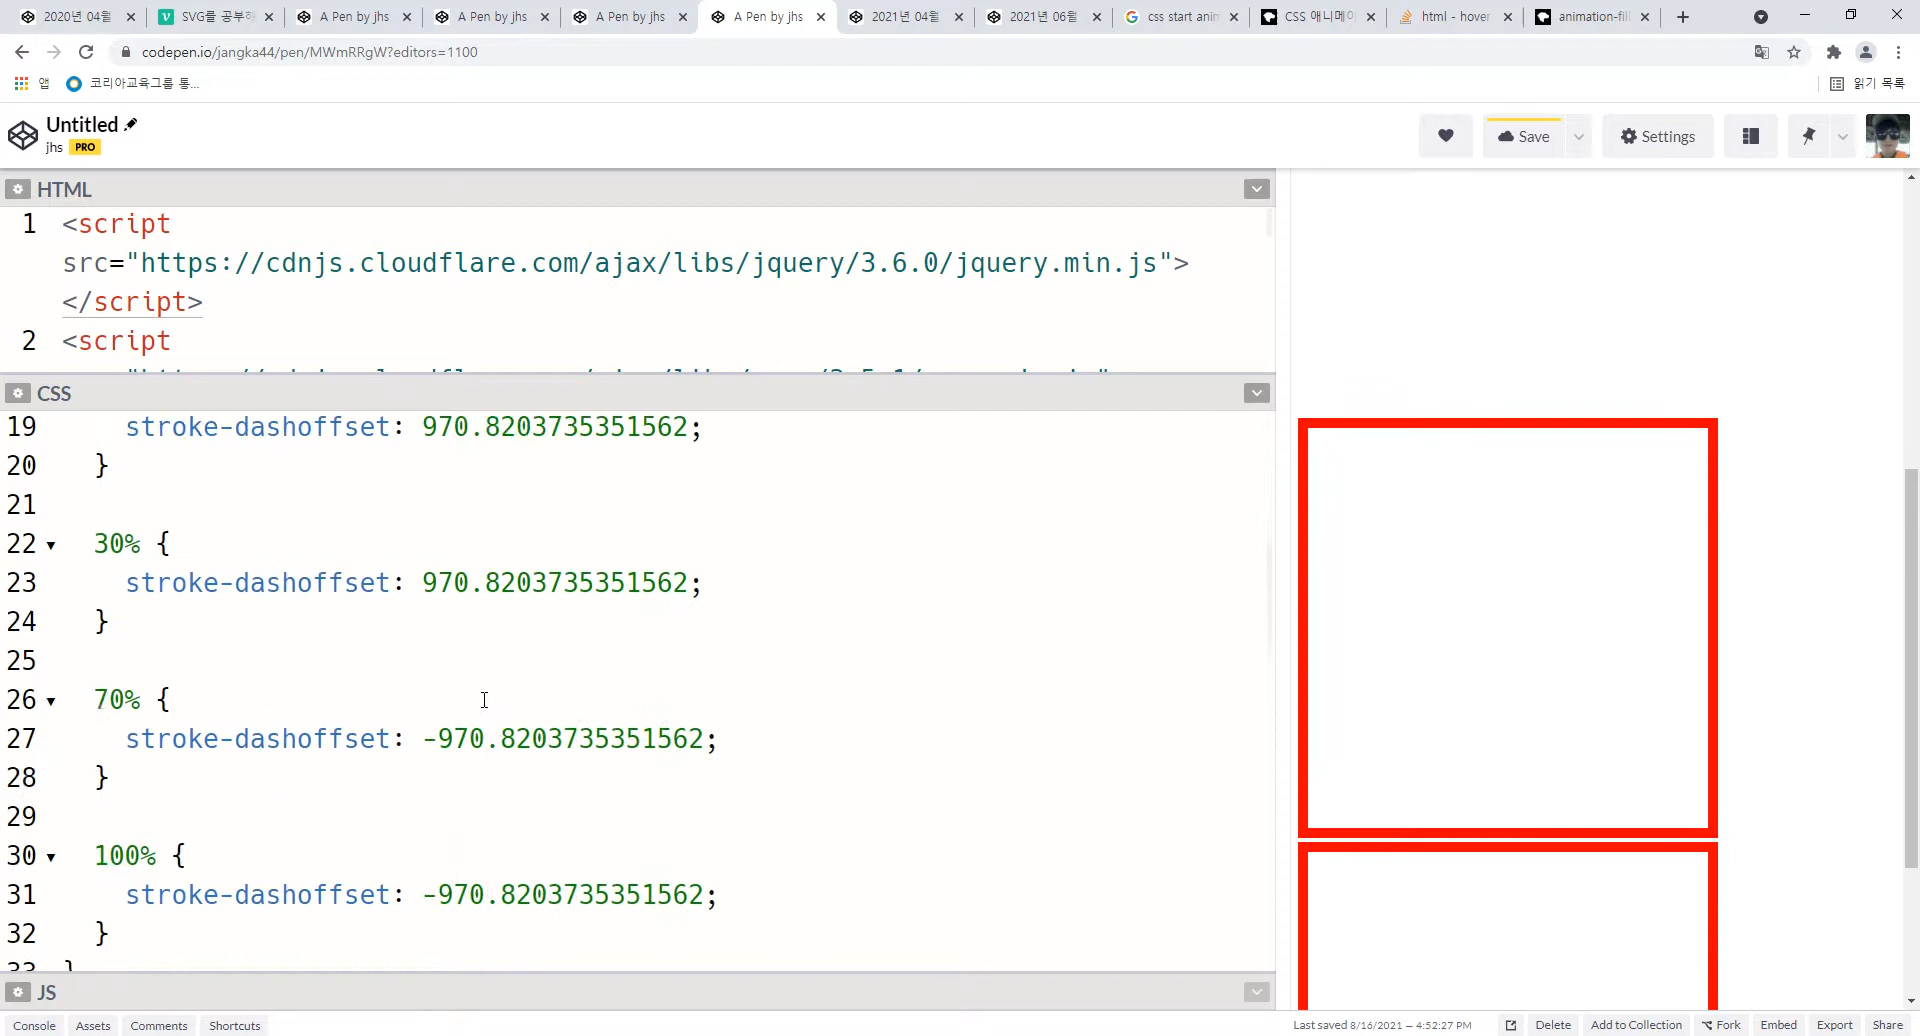 2020년 04월
SVG를 공부해
A Pen by jhs
A Pen by jhs
A Pen by jhs
A Pen by jhs
2021년 04월
2021년 06월
css start anim
CSS 애니메이
html - hover
animation-fill
codepen.io/jangka44/pen/MWmRRgW?editors=1100
앱
코리아교육그룹 통...
읽기 목록
Untitled
jhs PRO
Save
Settings
HTML
1 <script
src="https://cdnjs.cloudflare.com/ajax/libs/jquery/3.6.0/jquery.min.js">
</script>
2 <script
CSS
19 stroke-dashoffset: 970.8203735351562;
20 }
21
22 30% {
23 stroke-dashoffset: 970.8203735351562;
24 }
25
26 70% {
27 stroke-dashoffset: -970.8203735351562;
28 }
29
30 100% {
31 stroke-dashoffset: -970.8203735351562;
32 }
33 }
JS
Console Assets Comments Shortcuts
Last saved 8/16/2021 — 4:52:27 PM
Delete Add to Collection Fork Embed Export Share